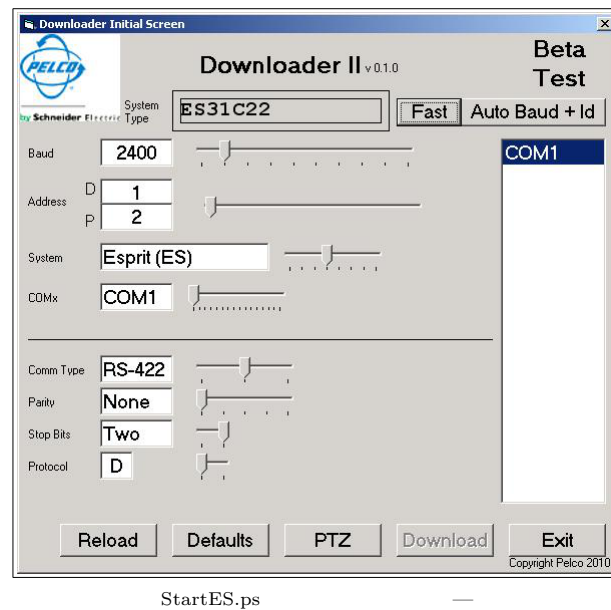 Downloader Initial Screen
PELCO
by Schneider Electric
Downloader II v 0.1.0
Beta
Test
System
Type
ES31C22
Fast
Auto Baud + Id
Baud
2400
COM1
Address
D
1
P
2
System
Esprit (ES)
COMx
COM1
Comm Type
RS-422
Parity
None
Stop Bits
Two
Protocol
D
Reload
Defaults
PTZ
Download
Exit
Copyright Pelco 2010
StartES.ps —